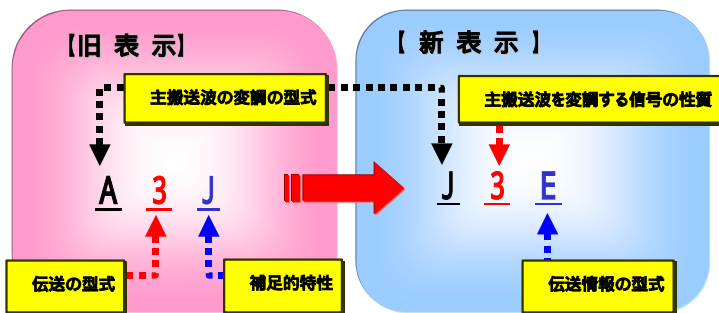 【旧表示】
【新表示】
主搬送波の変調の型式
主搬送波を変調する信号の性質
A 3 J
J 3 E
伝送の型式
補足的特性
伝送情報の型式